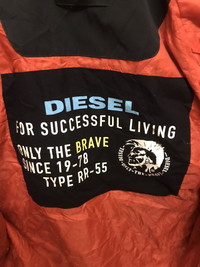 DIESEL
FOR SUCCESSFUL LIVING
ONLY THE BRAVE
SINCE 19-78
TYPE RR-55